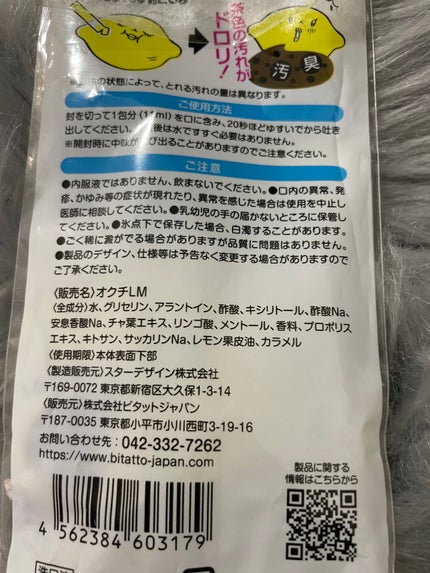 茶色の汚れが
ドロリ!
汚
臭
の状態によって、とれる汚れの量は異なります。
ご使用方法
封を切って1包分(11ml)を口に含み、20秒ほどゆすいでから吐き
出してください。 後は水ですすぐ必要はありません。
※開封時に中味が び出ることがありますのでご注意ください。
ご注意
●内服液ではありません、飲まないでください。●口内の異常、発
疹、かゆみ等の症状が現れたり、異常を感じた場合は使用を中止し
医師に相談してください。●乳幼児の手の届かないところに保管し
てください。●氷点下で保存した場合、白濁することがあります。
●ごく稀に澱がでる場合がありますが品質に問題はありません。
●製品のデザイン、仕様等は予告なく変更する場合がありますので
ご了承ください。
〈販売名〉オクチLM
〈全成分〉水、グリセリン、アラントイン、酢酸、キシリトール、酢酸Na、
安息香酸Na、チャ葉エキス、リンゴ酸、メントール、香料、プロポリス
エキス、キトサン、サッカリンNa、レモン果皮油、カラメル
〈使用期限〉本体表面下部
〈製造販売元〉スターデザイン株式会社
〒169-0072 東京都新宿区大久保1-3-14
〈販売元〉株式会社ビタットジャパン
〒187-0035 東京都小平市小川西町3-19-16
お問い合わせ先:042-332-7262
https://www.bitatto-japan.com
製品に関する
情報はこちらから
4 562384 603179